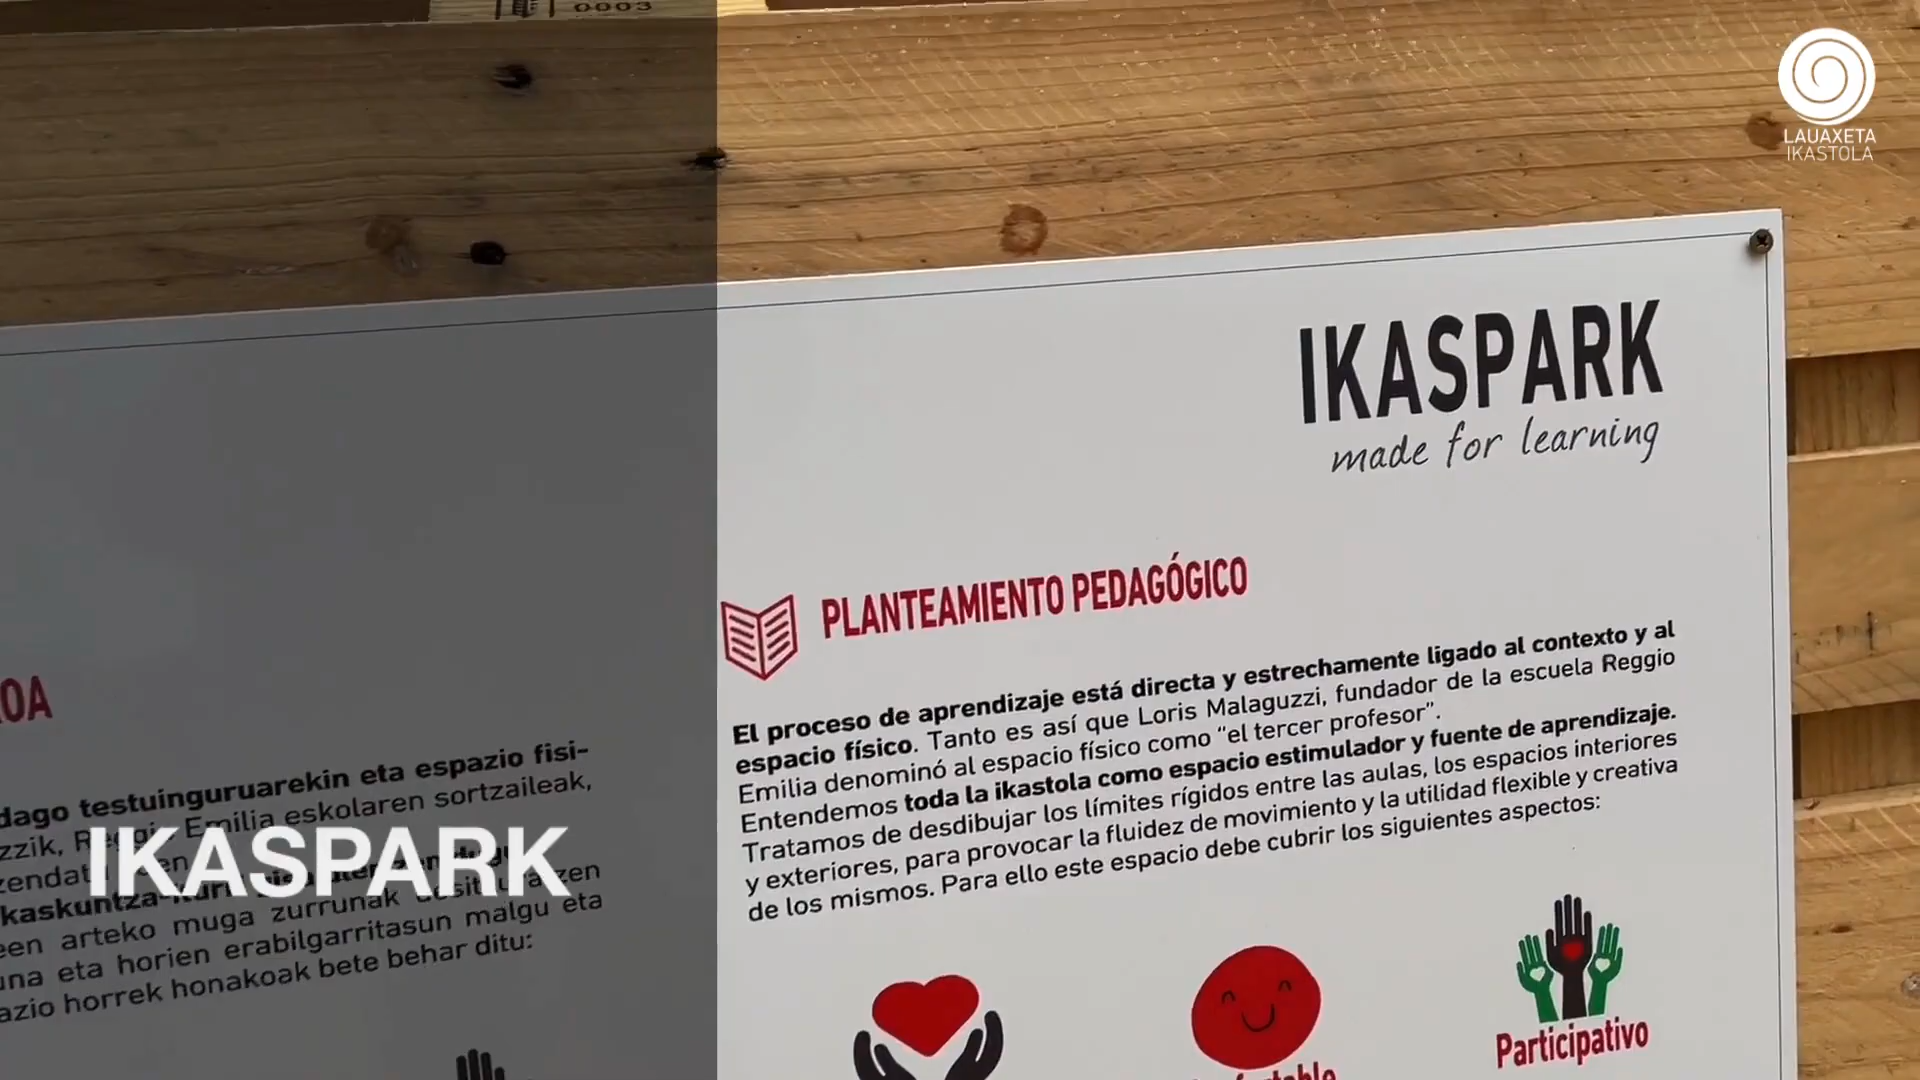 0003
LAUAXETA
IKASTOLA
IKASPARK
made for learning
PLANTEAMIENTO PEDAGÓGICO
El proceso de aprendizaje está directa y estrechamente ligado al contexto y al
espacio físico. Tanto es así que Loris Malaguzzi, fundador de la escuela Reggio
Emilia denominó al espacio físico como “el tercer profesor”.
Entendemos toda la ikastola como espacio estimulador y fuente de aprendizaje.
Tratamos de desdibujar los límites rígidos entre las aulas, los espacios interiores
y exteriores, para provocar la fluidez de movimiento y la utilidad flexible y creativa
de los mismos. Para ello este espacio debe cubrir los siguientes aspectos:
Participativo
dago testuinguruarekin eta espazio fisi-
Emilia eskolaren sortzaileak,
IKASPARK
arteko muga zurrunak
eta horien erabilgarritasun malgu eta
horrek honakoak bete behar ditu: